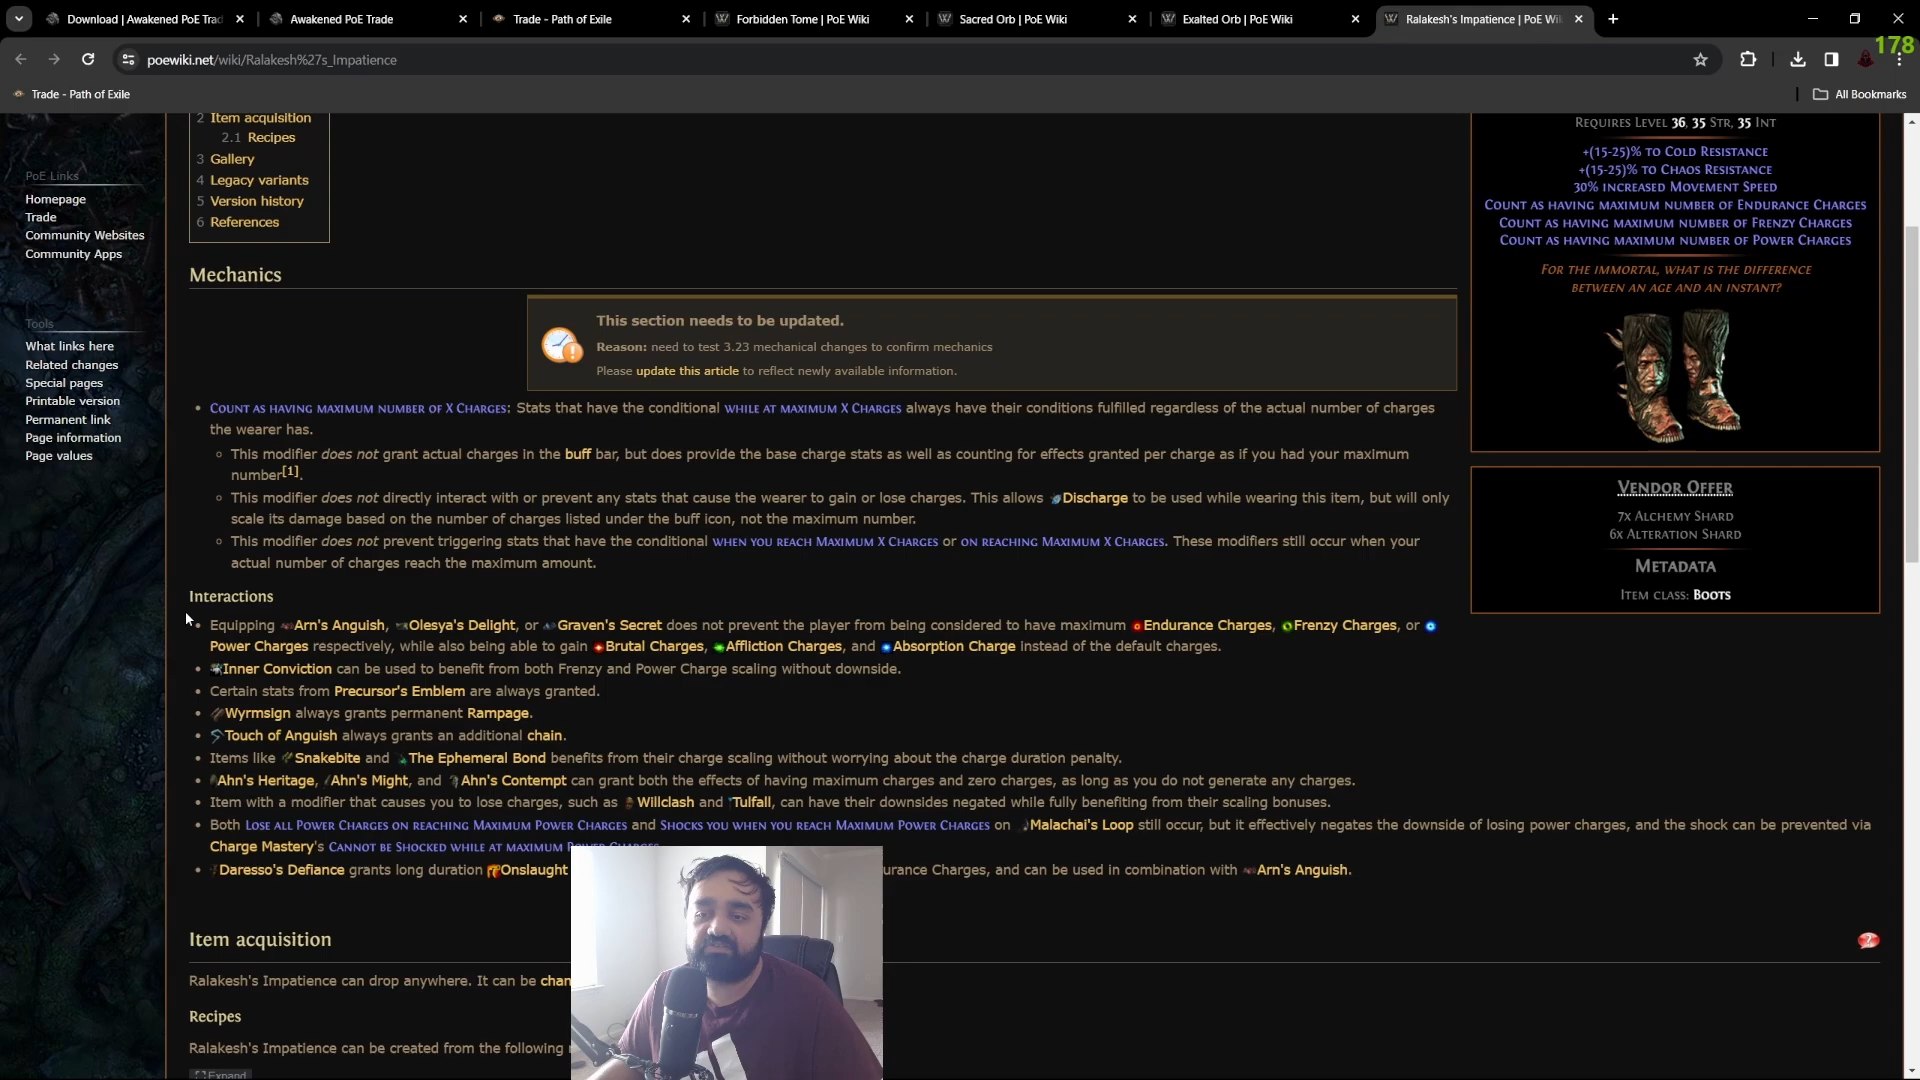 Download | Awakened PoE Trad
Awakened PoE Trade
Trade - Path of Exile
Forbidden Tome | PoE Wiki
Sacred Orb | PoE Wiki
Exalted Orb | PoE Wiki
Ralakesh's Impatience | PoE Wi
178
poewiki.net/wiki/Ralakesh%27s_Impatience
Trade - Path of Exile
All Bookmarks
PoE Links
Homepage
Trade
Community Websites
Community Apps
Tools
What links here
Related changes
Special pages
Printable version
Permanent link
Page information
Page values
2 Item acquisition
2.1 Recipes
3 Gallery
4 Legacy variants
5 Version history
6 References
Mechanics
This section needs to be updated.
Reason: need to test 3.23 mechanical changes to confirm mechanics
Please update this article to reflect newly available information.
• Count as having maximum number of X Charges: Stats that have the conditional while at maximum X Charges always have their conditions fulfilled regardless of the actual number of charges
the wearer has.
This modifier does not grant actual charges in the buff bar, but does provide the base charge stats as well as counting for effects granted per charge as if you had your maximum
number[1].
This modifier does not directly interact with or prevent any stats that cause the wearer to gain or lose charges. This allows Discharge to be used while wearing this item, but will only
scale its damage based on the number of charges listed under the buff icon, not the maximum number.
This modifier does not prevent triggering stats that have the conditional when you reach Maximum X Charges or on reaching Maximum X Charges. These modifiers still occur when your
actual number of charges reach the maximum amount.
Interactions
• Equipping Arn's Anguish, Olesya's Delight, or Graven's Secret does not prevent the player from being considered to have maximum Endurance Charges, Frenzy Charges, or
Power Charges respectively, while also being able to gain Brutal Charges, Affliction Charges, and Absorption Charge instead of the default charges.
• Inner Conviction can be used to benefit from both Frenzy and Power Charge scaling without downside.
• Certain stats from Precursor's Emblem are always granted.
• Wyrmsign always grants permanent Rampage.
• Touch of Anguish always grants an additional chain.
• Items like Snakebite and The Ephemeral Bond benefits from their charge scaling without worrying about the charge duration penalty.
• Ahn's Heritage, Ahn's Might, and Ahn's Contempt can grant both the effects of having maximum charges and zero charges, as long as you do not generate any charges.
• Item with a modifier that causes you to lose charges, such as Willclash and Tulfall, can have their downsides negated while fully benefiting from their scaling bonuses.
• Both Lose all Power Charges on reaching Maximum Power Charges and Shocks you when you reach Maximum Power Charges on Malachai's Loop still occur, but it effectively negates the downside of losing power charges, and the shock can be prevented via
Charge Mastery's Cannot be Shocked while at maximum Power Charges
• Daresso's Defiance grants long duration Onslaught urance Charges, and can be used in combination with Arn's Anguish.
Item acquisition
Ralakesh's Impatience can drop anywhere. It can be chan
Recipes
Ralakesh's Impatience can be created from the following
Expand
Requires Level 36, 35 Str, 35 Int
+(15-25)% to Cold Resistance
+(15-25)% to Chaos Resistance
30% increased Movement Speed
Count as having maximum number of Endurance Charges
Count as having maximum number of Frenzy Charges
Count as having maximum number of Power Charges
For the immortal, what is the difference
between an age and an instant?
Vendor Offer
7x Alchemy Shard
6x Alteration Shard
Metadata
Item class: Boots